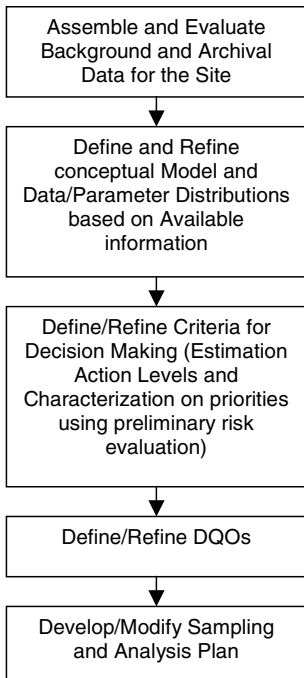 Assemble and Evaluate
Background and Archival
Data for the Site
Define and Refine
conceptual Model and
Data/Parameter Distributions
based on Available
information
Define/Refine Criteria for
Decision Making (Estimation
Action Levels and
Characterization on priorities
using preliminary risk
evaluation)
Define/Refine DQOs
Develop/Modify Sampling
and Analysis Plan